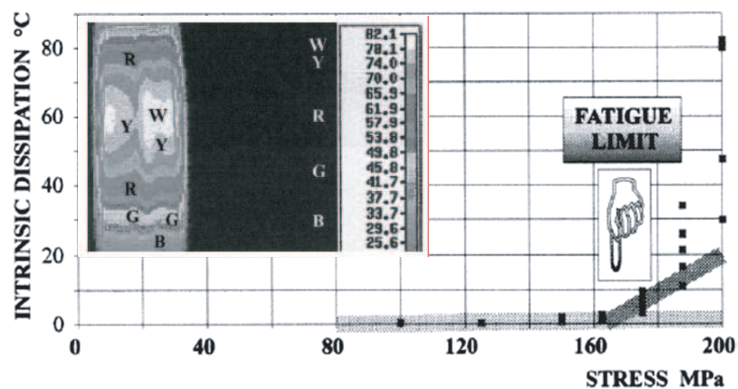 INTRINSIC DISSIPATION °C
80
60
40
20
0
0
40
80
120
160
200
STRESS MPa
R
W
Y
Y
R
G
G
B
W
Y
R
G
B
82.1
78.1
74.0
70.0
65.9
61.9
57.9
53.8
49.8
45.8
41.7
37.7
33.7
29.6
25.6
FATIGUE
LIMIT